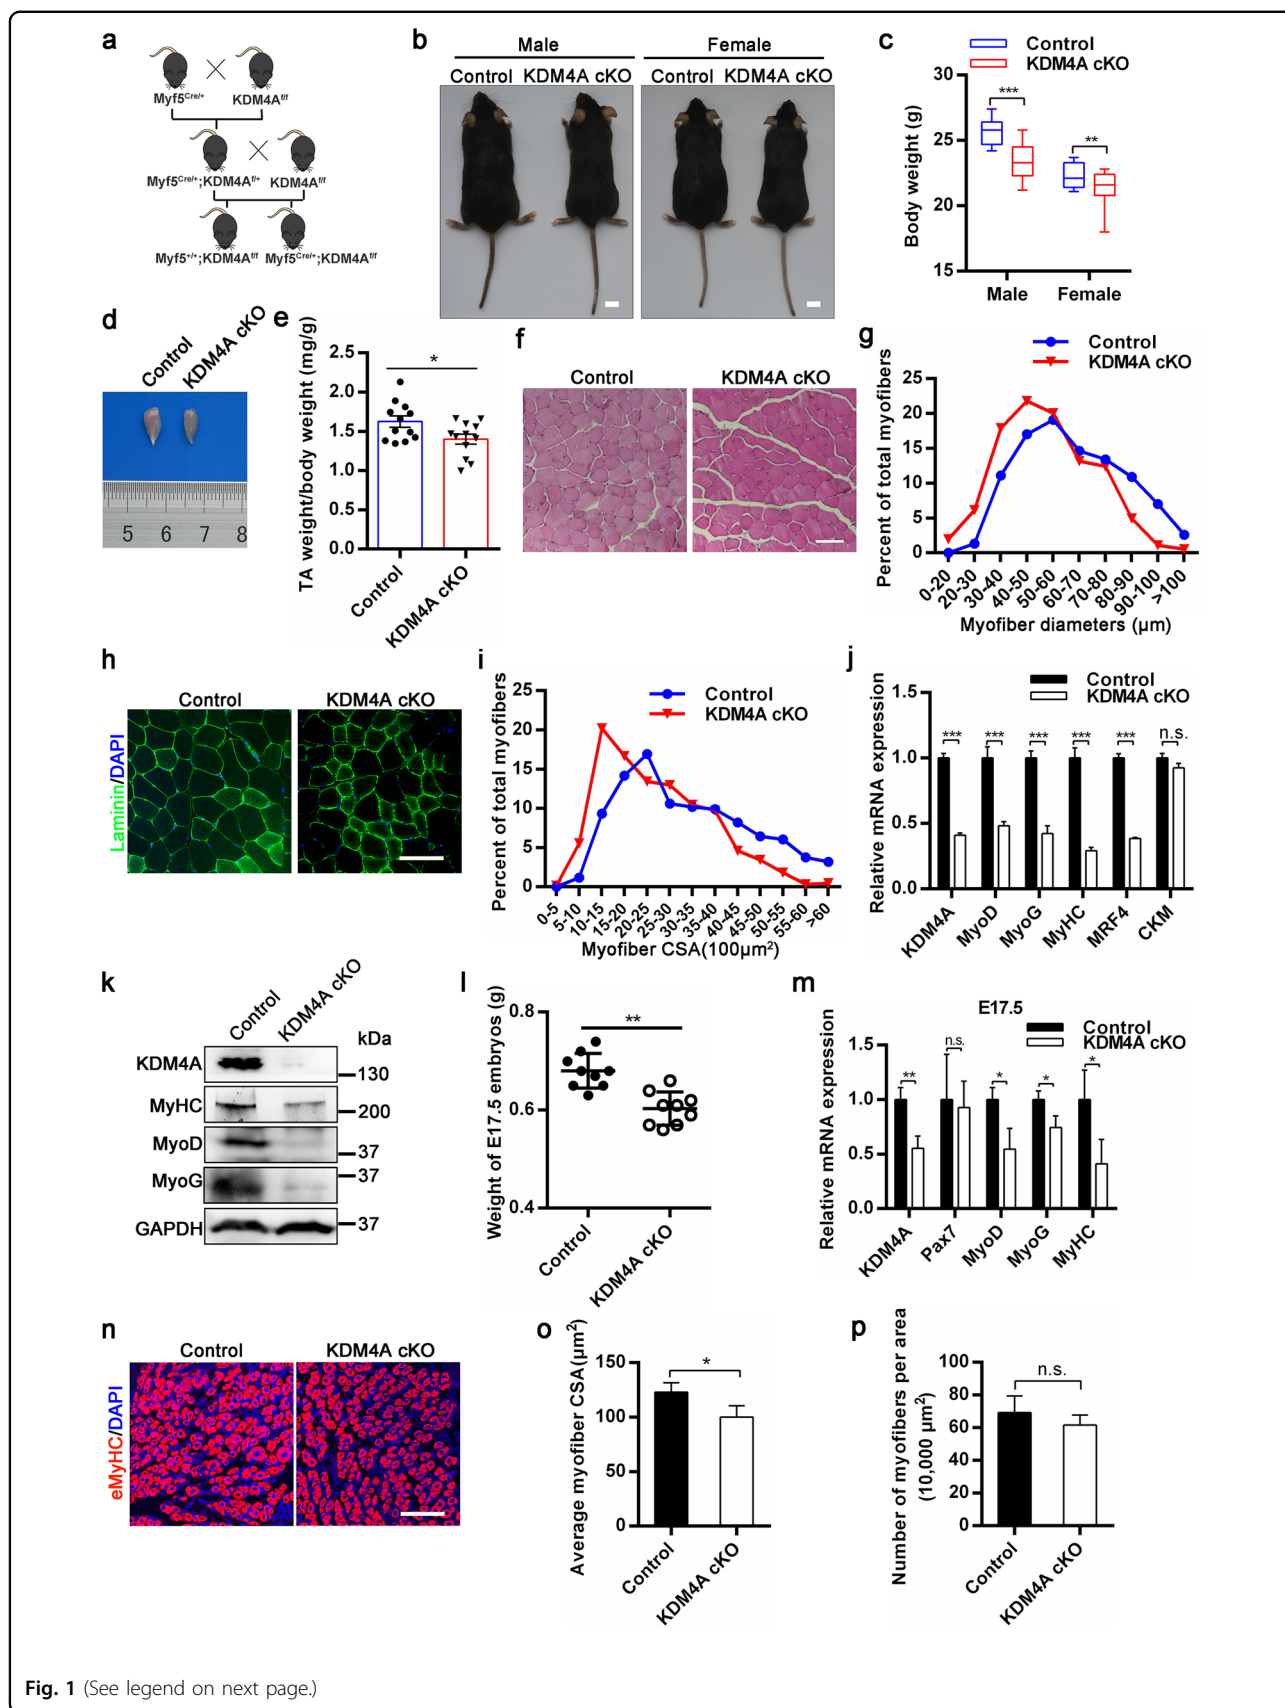 a
Myf5Cre/+
KDM4Af/f
Myf5Cre/+;KDM4Af/+
KDM4Af/f
Myf5+/+;KDM4Af/f
Myf5Cre/+;KDM4Af/f
b
Male
Female
Control
KDM4A cKO
Control
KDM4A cKO
c
Control
KDM4A cKO
Body weight (g)
30
25
20
15
***
**
Male
Female
d
Control
KDM4A cKO
5 6 7 8
e
TA weight/body weight (mg/g)
2.5
2.0
1.5
1.0
0.5
0.0
*
Control
KDM4A cKO
f
Control
KDM4A cKO
g
Control
KDM4A cKO
Percent of total myofibers
25
20
15
10
5
0
0-20
20-30
30-40
40-50
50-60
60-70
70-80
80-90
90-100
>100
Myofiber diameters (μm)
h
Control
KDM4A cKO
Laminin/DAPI
i
Control
KDM4A cKO
Percent of total myofibers
25
20
15
10
5
0
0-5
5-10
10-15
15-20
20-25
25-30
30-35
35-40
40-45
45-50
50-55
55-60
>60
Myofiber CSA(100μm2)
j
Control
KDM4A cKO
Relative mRNA expression
1.5
1.0
0.5
0.0
***
***
***
***
***
n.s.
KDM4A
MyoD
MyoG
MyHC
MRF4
CKM
k
Control
KDM4A cKO
kDa
KDM4A
130
MyHC
200
MyoD
37
MyoG
37
GAPDH
37
l
Weight of E17.5 embryos (g)
0.8
0.6
0.4
**
Control
KDM4A cKO
m
E17.5
Control
KDM4A cKO
Relative mRNA expression
1.5
1.0
0.5
0.0
**
n.s.
*
*
*
KDM4A
Pax7
MyoD
MyoG
MyHC
n
Control
KDM4A cKO
eMyHC/DAPI
o
Average myofiber CSA(μm2)
150
100
50
0
*
Control
KDM4A cKO
p
Number of myofibers per area
(10,000 μm2)
100
80
60
40
20
0
n.s.
Control
KDM4A cKO
Fig. 1 (See legend on next page.)